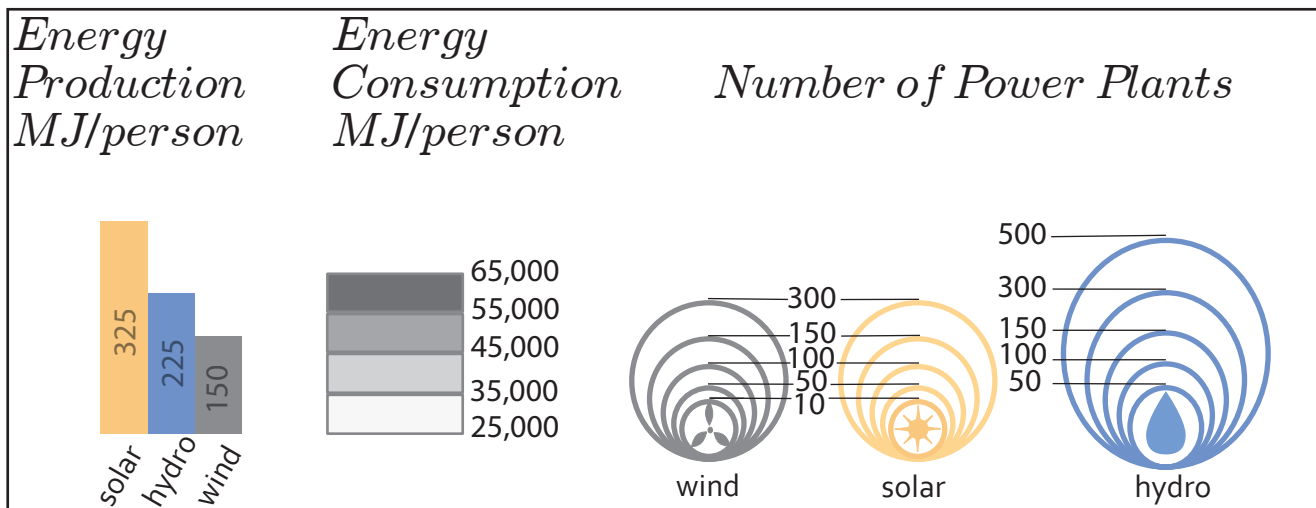 Energy
Production
MJ/person
Energy
Consumption
MJ/person
Number of Power Plants
325
225
150
solar
hydro
wind
65,000
55,000
45,000
35,000
25,000
300
150
100
50
10
wind
solar
500
300
150
100
50
hydro